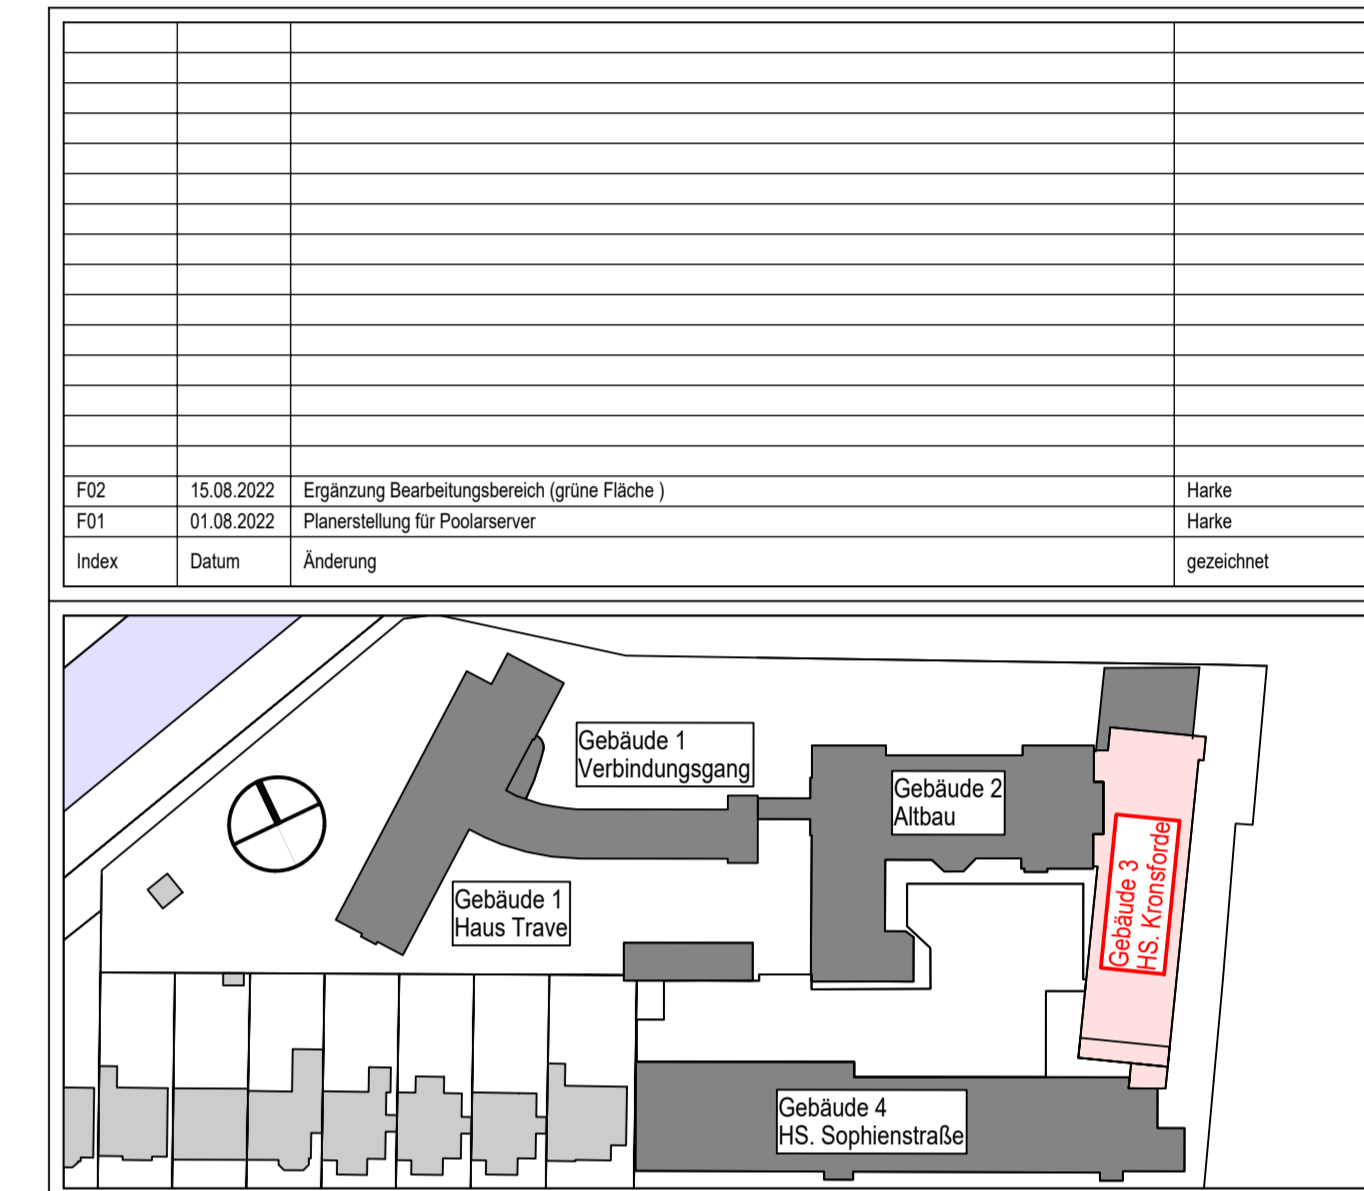 F02 15.08.2022 Ergänzung Bearbeitungsbereich (grüne Fläche ) Harke
F01 01.08.2022 Planerstellung für Poolarserver Harke
Index Datum Änderung gezeichnet
Gebäude 1
Verbindungsgang
Gebäude 2
Altbau
Gebäude 3
HS. Kronsforde
Gebäude 1
Haus Trave
Gebäude 4
HS. Sophienstraße